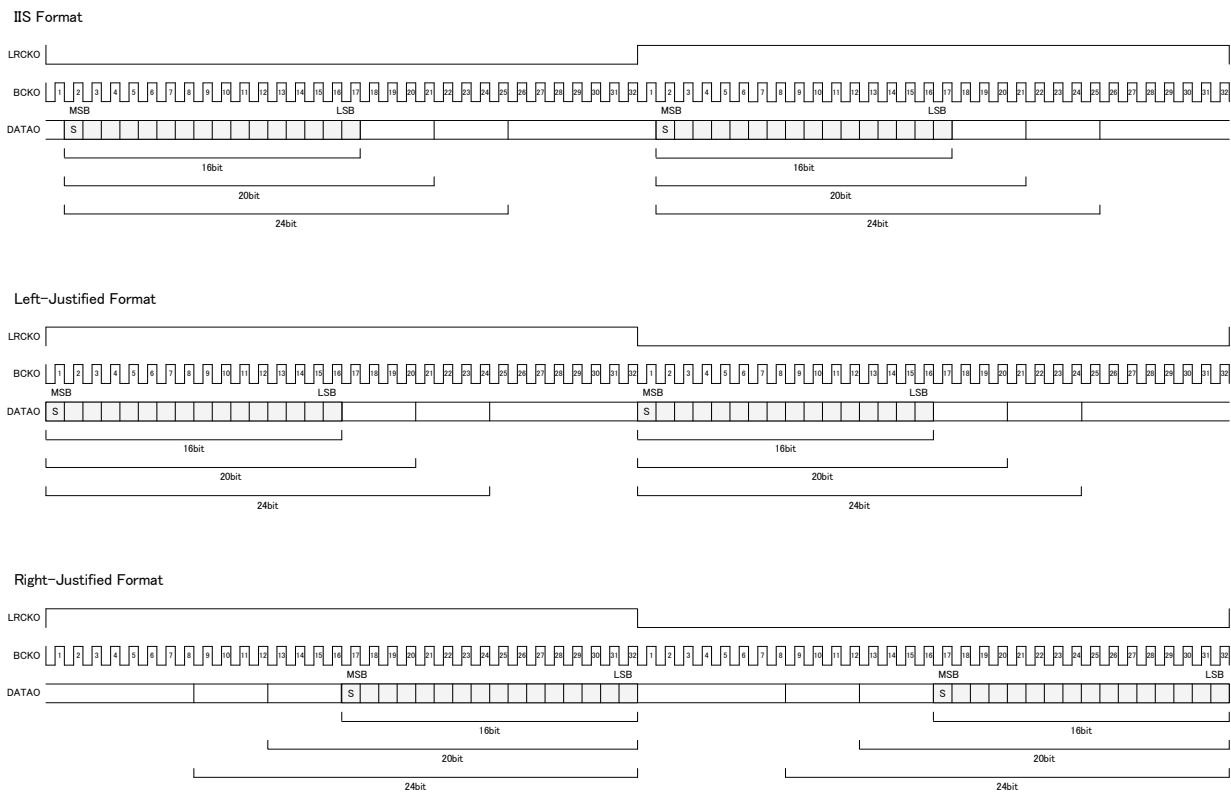 IIS Format
LRCKO
BCKO 1 2 3 4 5 6 7 8 9 10 11 12 13 14 15 16 17 18 19 20 21 22 23 24 25 26 27 28 29 30 31 32 1 2 3 4 5 6 7 8 9 10 11 12 13 14 15 16 17 18 19 20 21 22 23 24 25 26 27 28 29 30 31 32
MSB LSB MSB LSB
DATAO S S
16bit 16bit
20bit 20bit
24bit 24bit
Left-Justified Format
LRCKO
BCKO 1 2 3 4 5 6 7 8 9 10 11 12 13 14 15 16 17 18 19 20 21 22 23 24 25 26 27 28 29 30 31 32 1 2 3 4 5 6 7 8 9 10 11 12 13 14 15 16 17 18 19 20 21 22 23 24 25 26 27 28 29 30 31 32
MSB LSB MSB LSB
DATAO S S
16bit 16bit
20bit 20bit
24bit 24bit
Right-Justified Format
LRCKO
BCKO 1 2 3 4 5 6 7 8 9 10 11 12 13 14 15 16 17 18 19 20 21 22 23 24 25 26 27 28 29 30 31 32 1 2 3 4 5 6 7 8 9 10 11 12 13 14 15 16 17 18 19 20 21 22 23 24 25 26 27 28 29 30 31 32
MSB LSB MSB LSB
DATAO S S
16bit 16bit
20bit 20bit
24bit 24bit